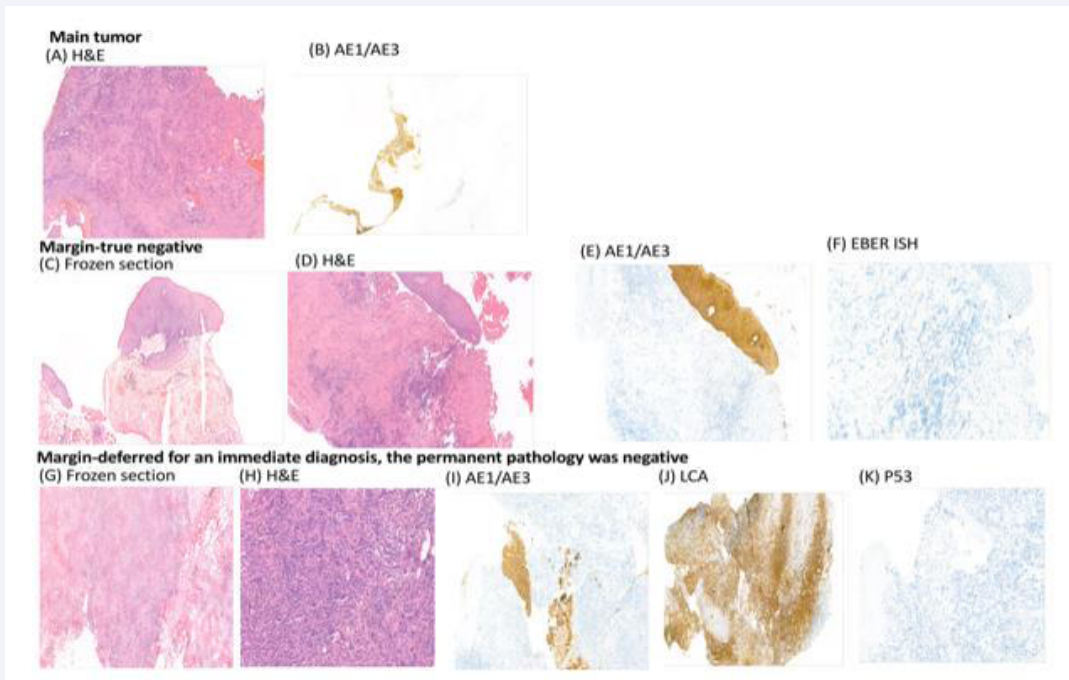 Main tumor
(A) H&E
(B) AE1/AE3
Margin-true negative
(C) Frozen section
(D) H&E
(E) AE1/AE3
(F) EBER ISH
Margin-deferred for an immediate diagnosis, the permanent pathology was negative
(G) Frozen section
(H) H&E
(I) AE1/AE3
(J) LCA
(K) P53